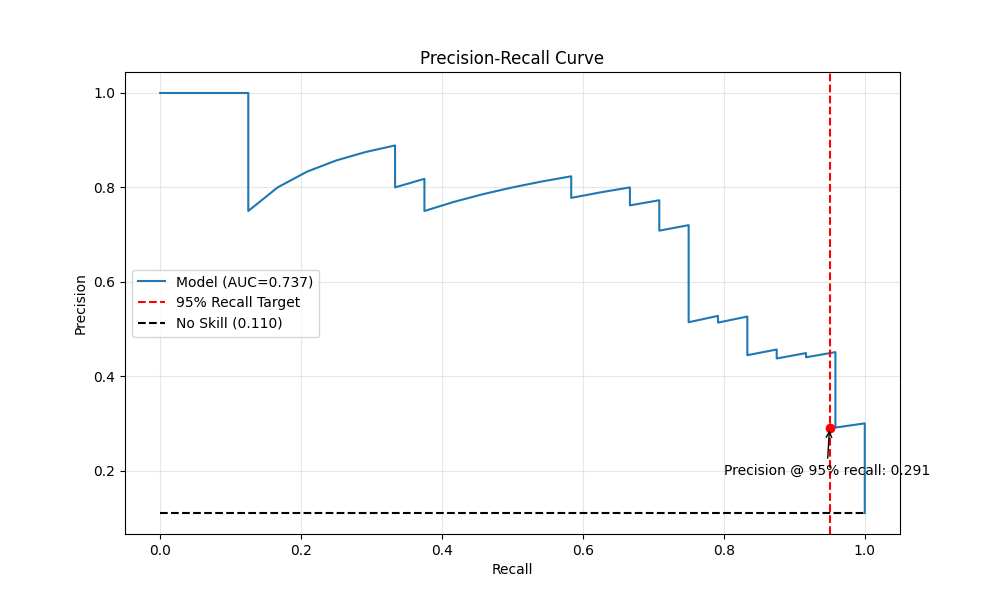 Precision-Recall Curve
1.0
0.8
0.6
0.4
0.2
Precision
Model (AUC=0.737)
95% Recall Target
No Skill (0.110)
Precision @ 95% recall: 0.291
0.0
0.2
0.4
0.6
0.8
1.0
Recall